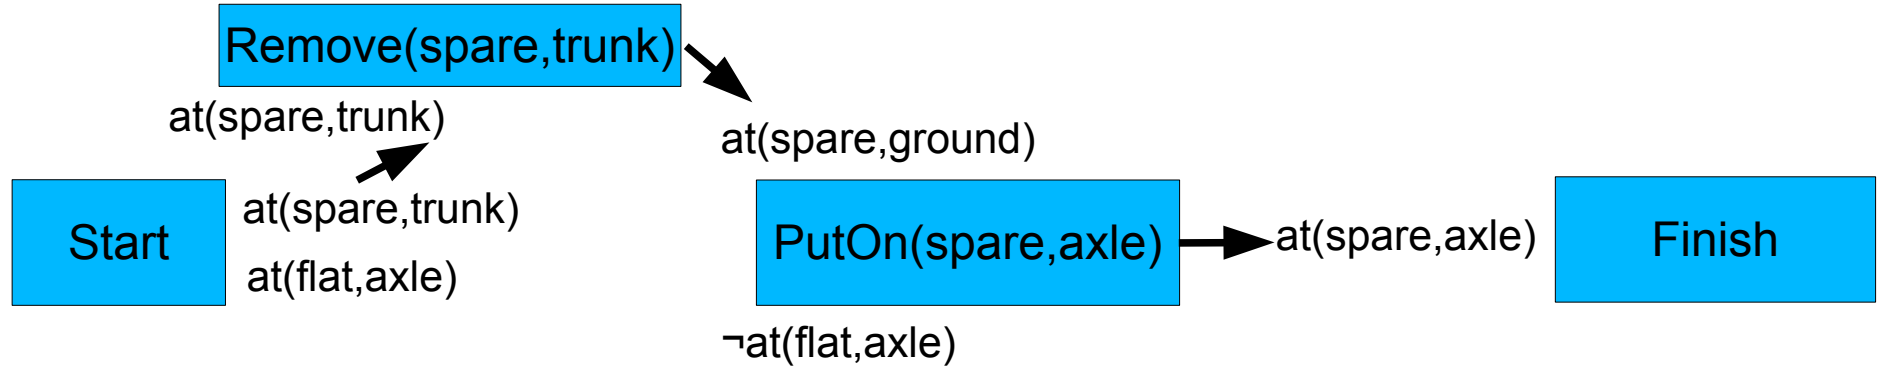 Remove(spare,trunk)
at(spare,trunk)
at(spare,ground)
Start
at(spare,trunk)
at(flat,axle)
PutOn(spare,axle)
at(spare,axle)
Finish
¬at(flat,axle)